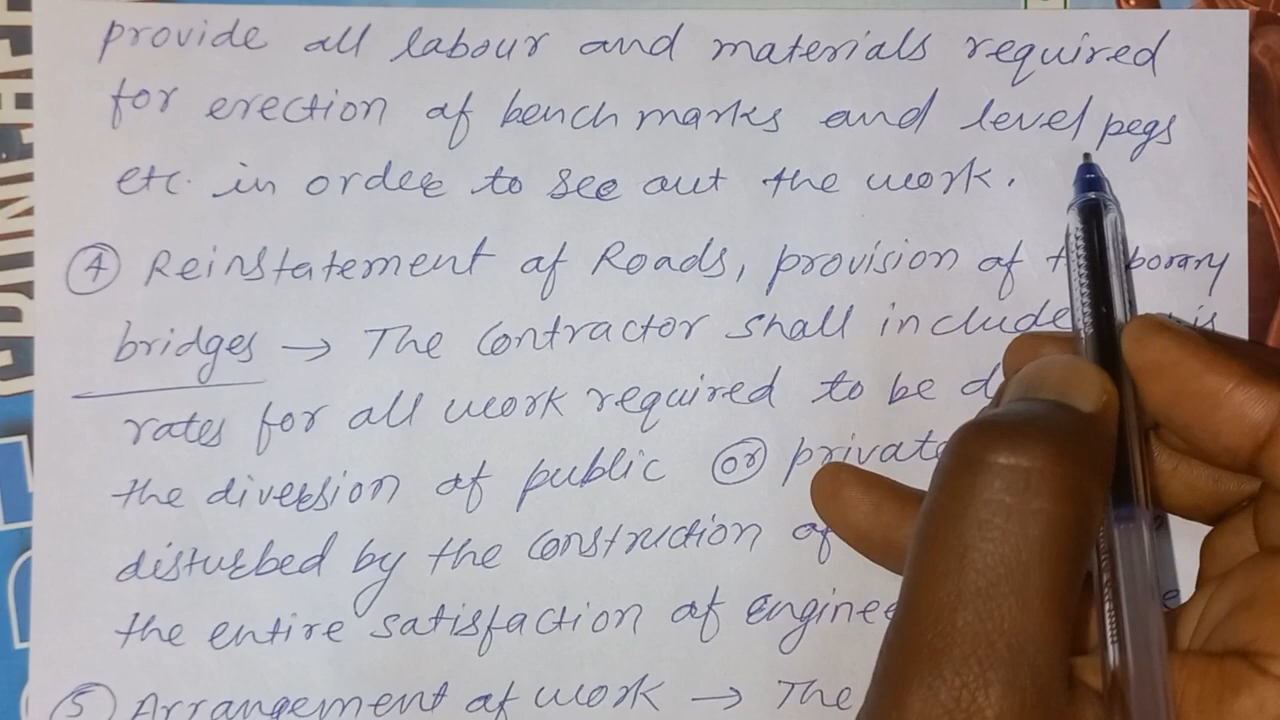 provide all labour and materials required
for erection of bench marks and level pegs
etc. in order to see out the work.
④ Reinstatement of Roads, provision of
bridges → The contractor shall include
rates for all work required to be
the diversion of public or private
disturbed by the construction of
the entire satisfaction of
⑤ Arrangement of work → The